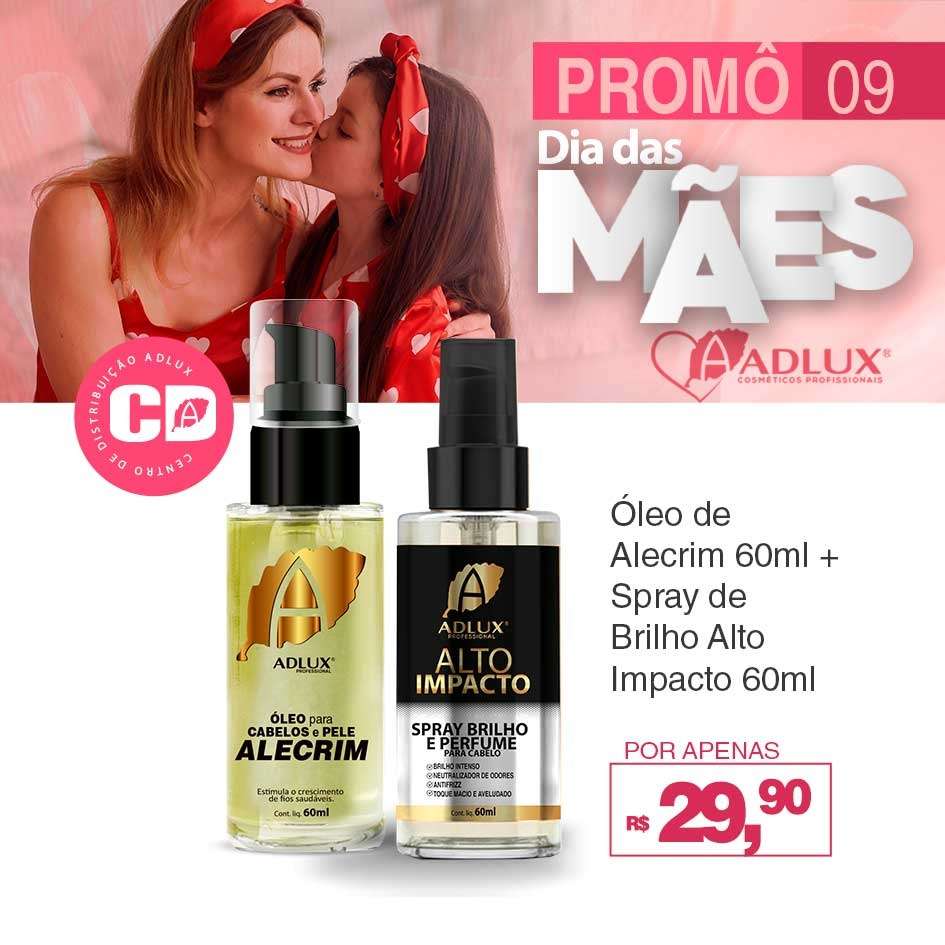 PROMÔ 09
Dia das
MÃES
ADLUX®
COSMÉTICOS PROFISSIONAIS
CENTRO DE DISTRIBUIÇÃO ADLUX
CD
ADLUX®
PROFESSIONAL
ÓLEO para
CABELOS e PELE
ALECRIM
Estimula o crescimento
de fios saudáveis.
Cont. liq. 60ml
ADLUX®
PROFESSIONAL
ALTO
IMPACTO
SPRAY BRILHO
E PERFUME
PARA CABELO
BRILHO INTENSO
NEUTRALIZADOR DE ODORES
ANTIFRIZZ
TOQUE MACIO E AVELUDADO
Cont. liq. 60ml
Óleo de
Alecrim 60ml +
Spray de
Brilho Alto
Impacto 60ml
POR APENAS
R$ 29,90